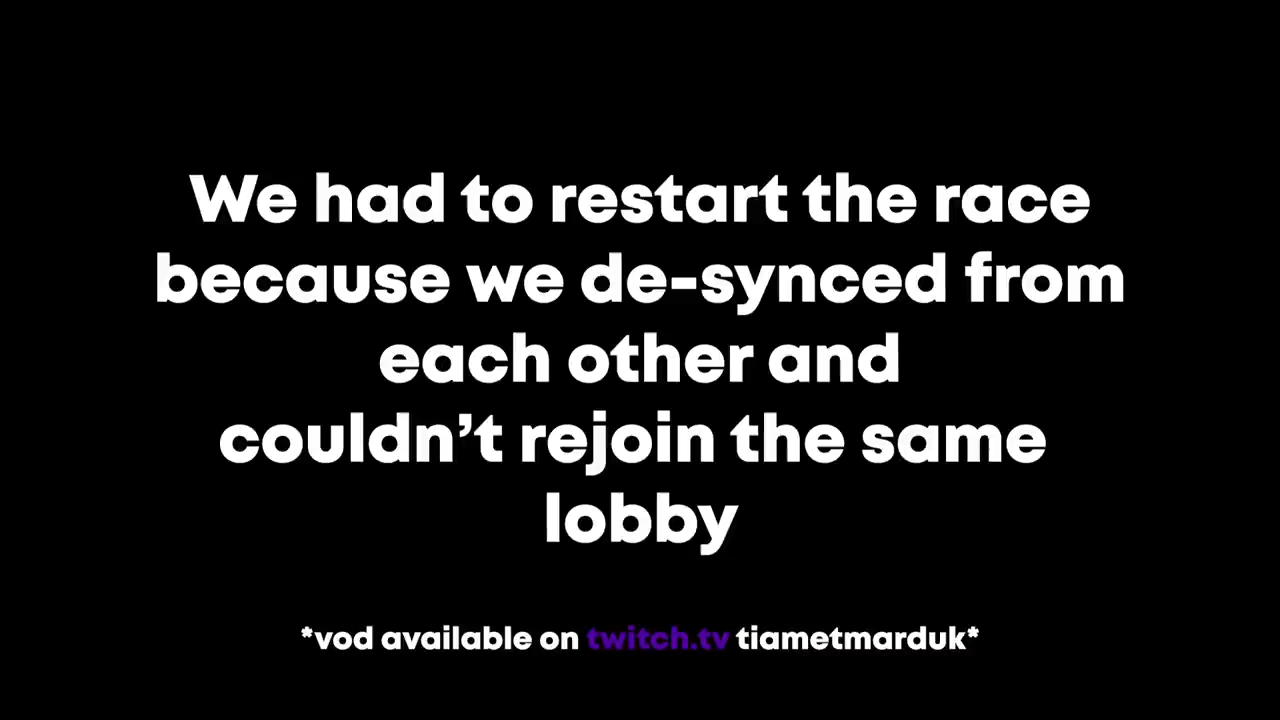 We had to restart the race
because we de-synced from
each other and
couldn’t rejoin the same
lobby
*vod available on twitch.tv tiametmarduk*